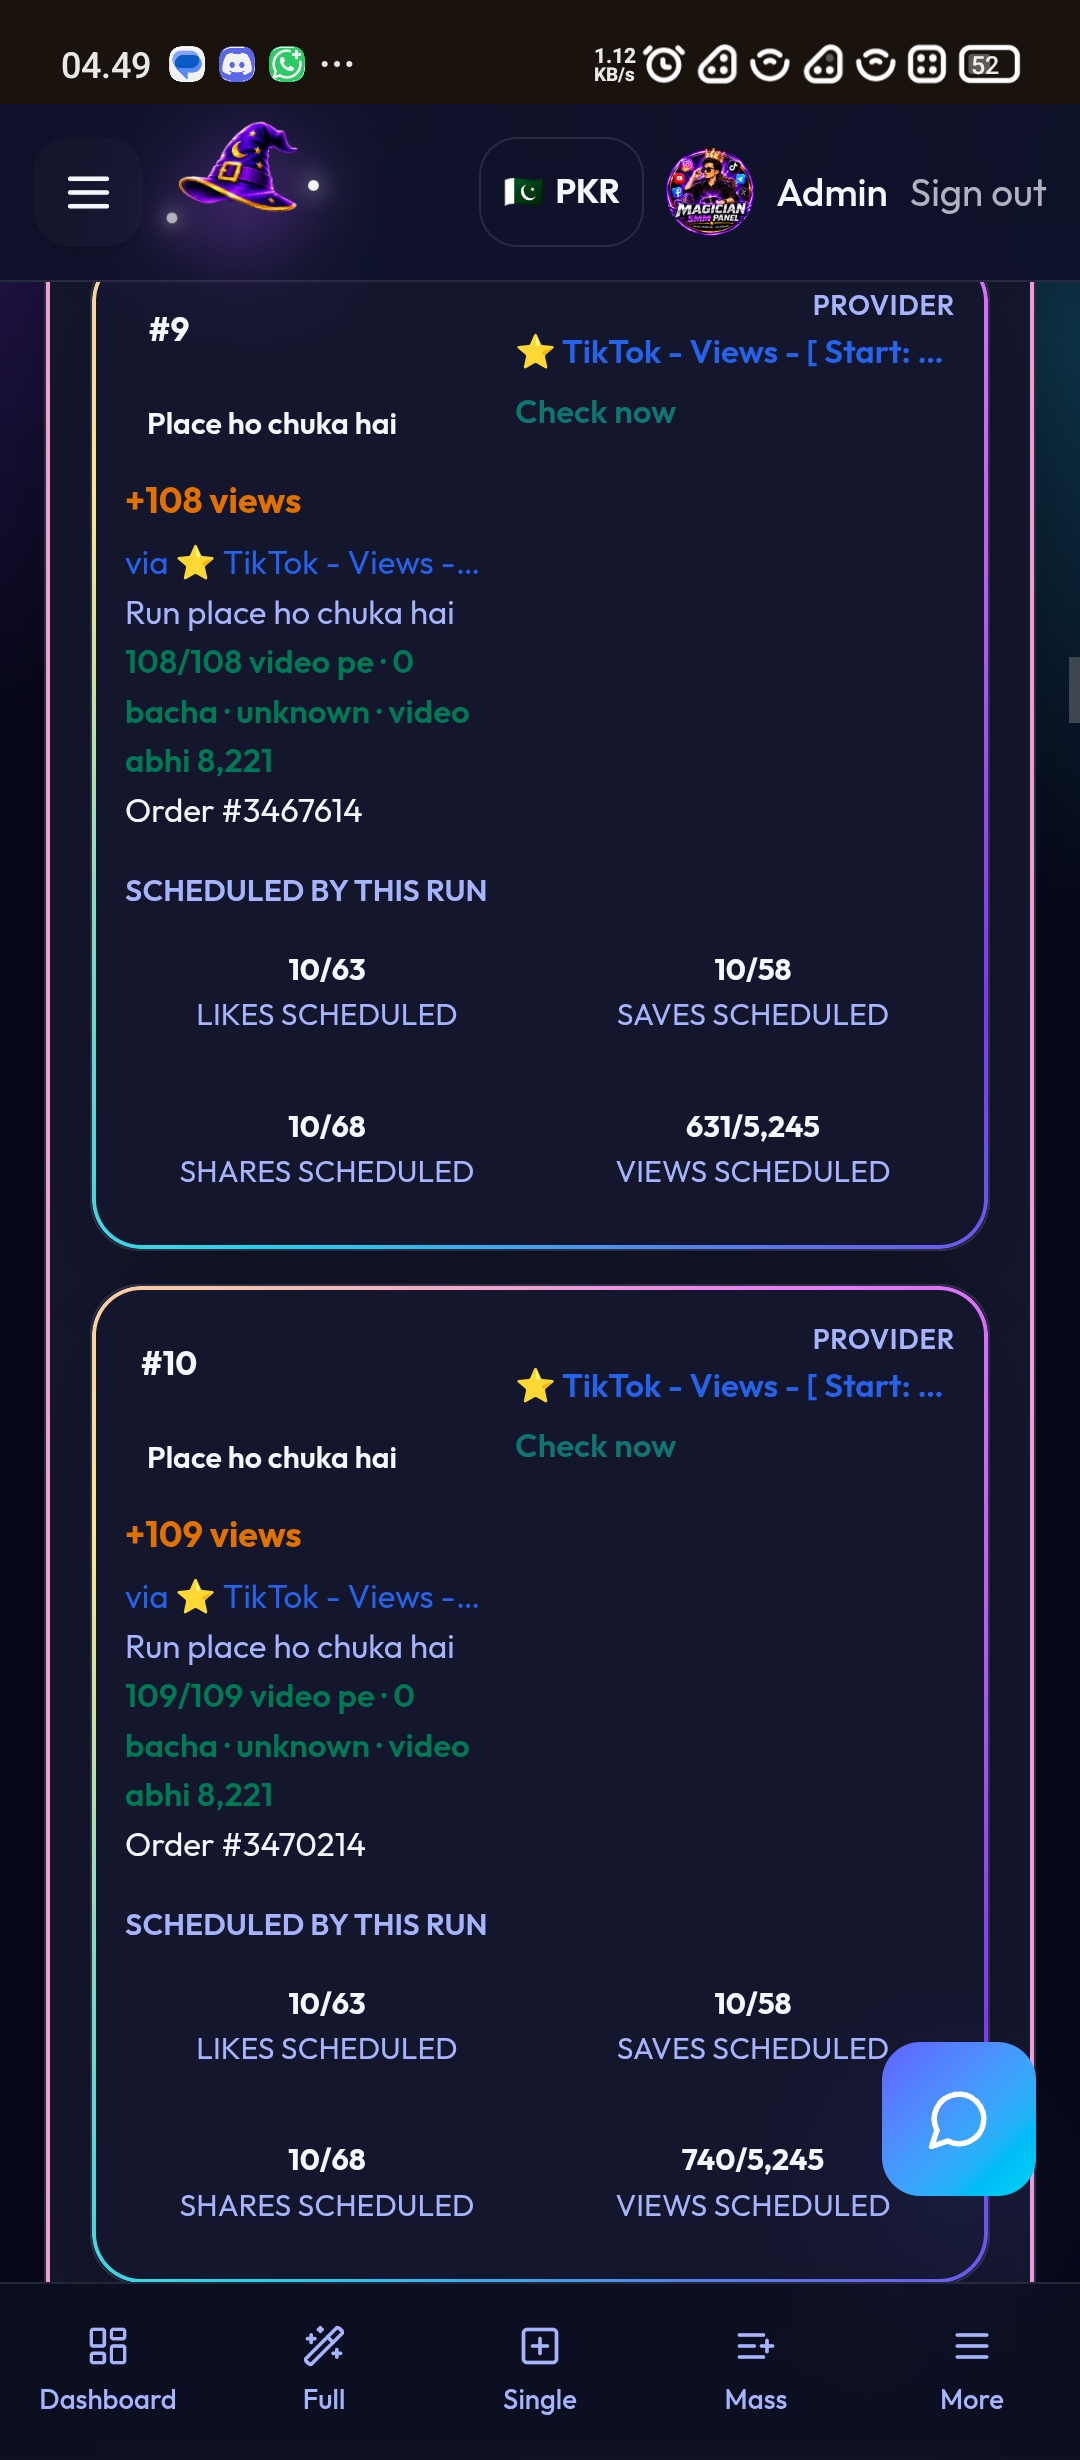 04.49
1.12
KB/s
52
PKR
MAGICIAN
SMM PANEL
Admin
Sign out
#9
PROVIDER
TikTok - Views - [ Start: ...
Place ho chuka hai
Check now
+108 views
via ⭐ TikTok - Views -...
Run place ho chuka hai
108/108 video pe · 0
bacha · unknown · video
abhi 8,221
Order #3467614
SCHEDULED BY THIS RUN
10/63
LIKES SCHEDULED
10/58
SAVES SCHEDULED
10/68
SHARES SCHEDULED
631/5,245
VIEWS SCHEDULED
#10
PROVIDER
TikTok - Views - [ Start: ...
Place ho chuka hai
Check now
+109 views
via ⭐ TikTok - Views -...
Run place ho chuka hai
109/109 video pe · 0
bacha · unknown · video
abhi 8,221
Order #3470214
SCHEDULED BY THIS RUN
10/63
LIKES SCHEDULED
10/58
SAVES SCHEDULED
10/68
SHARES SCHEDULED
740/5,245
VIEWS SCHEDULED
Dashboard
Full
Single
Mass
More